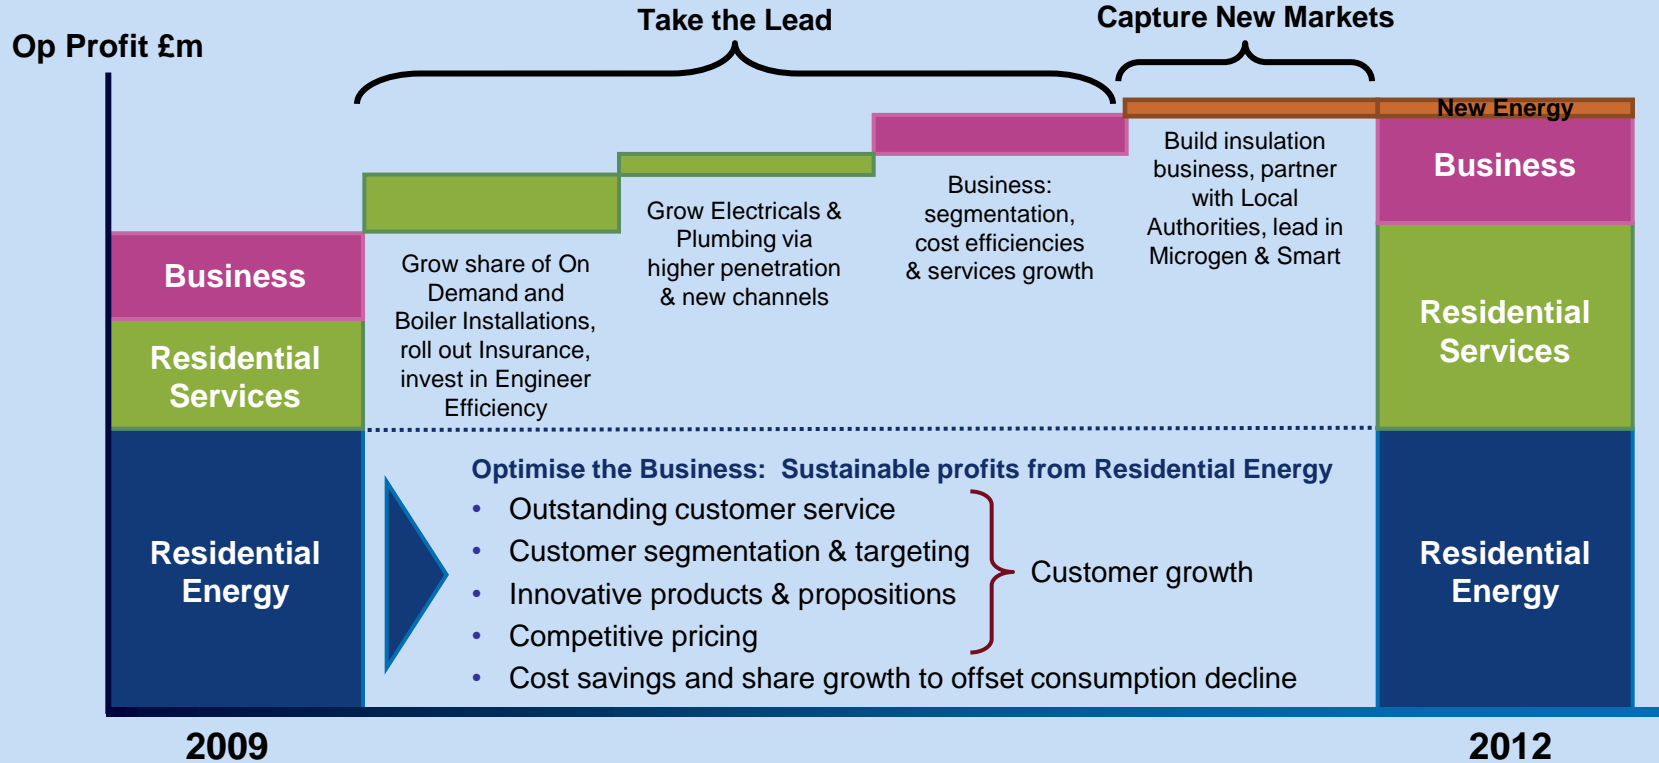 Take the Lead
Capture New Markets
Op Profit £m
Business
Residential
Services
Residential
Energy
Grow share of On
Demand and
Boiler Installations,
roll out Insurance,
invest in Engineer
Efficiency
Grow Electricals &
Plumbing via
higher penetration
& new channels
Business:
segmentation,
cost efficiencies
& services growth
Build insulation
business, partner
with Local
Authorities, lead in
Microgen & Smart
New Energy
Business
Residential
Services
Residential
Energy
Optimise the Business:  Sustainable profits from Residential Energy
• Outstanding customer service
• Customer segmentation & targeting
• Innovative products & propositions
• Competitive pricing
• Cost savings and share growth to offset consumption decline
Customer growth
2009
2012